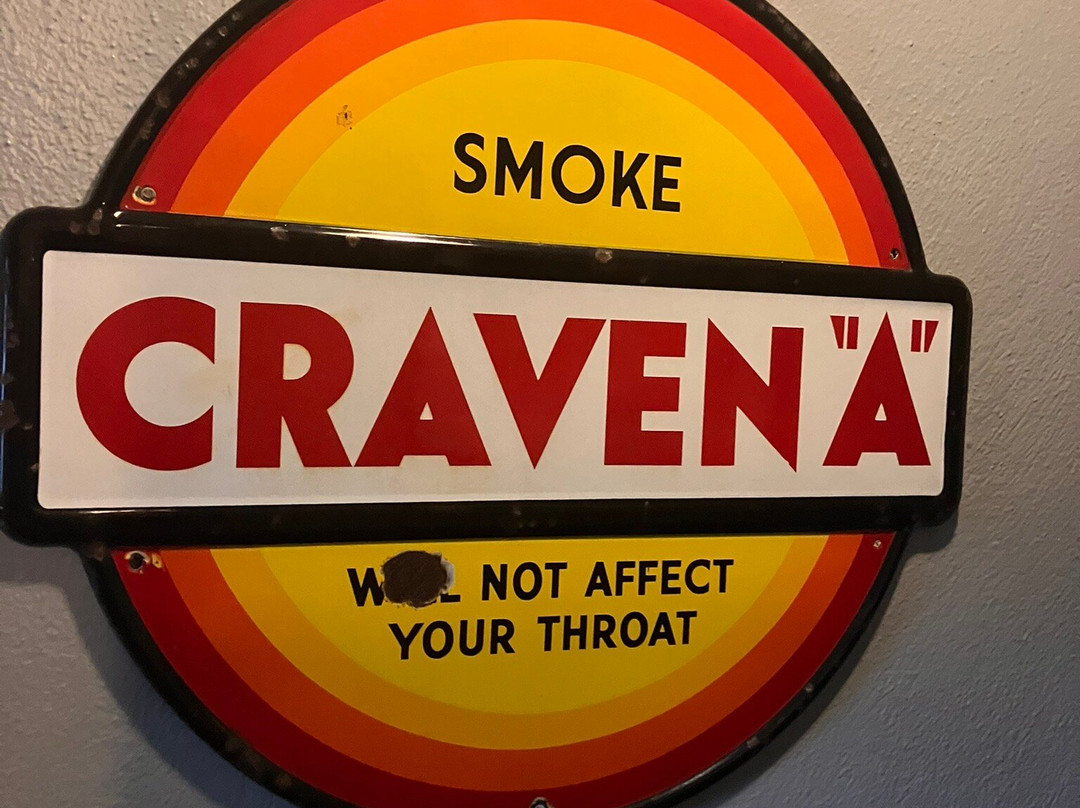 SMOKE
CRAVEN "A"
NOT AFFECT
YOUR THROAT